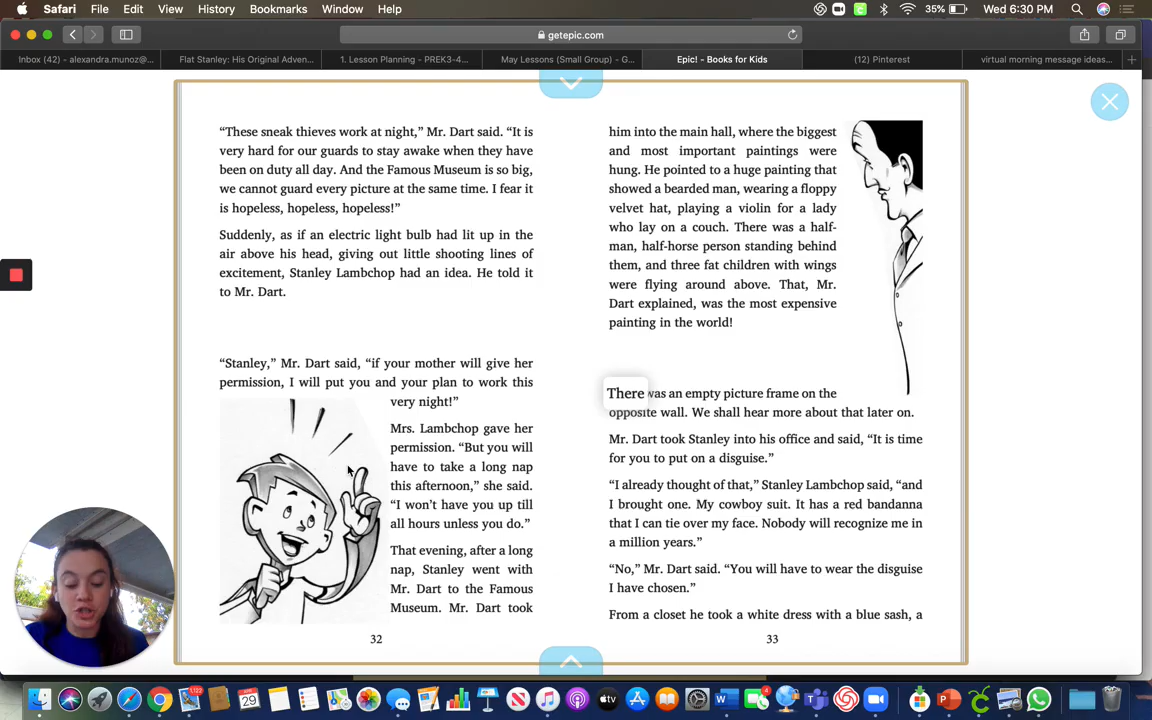 Safari File Edit View History Bookmarks Window Help 35% Wed 6:30 PM
getepic.com
Inbox (42) - alexandra.munoz@... Flat Stanley: His Original Adven... 1. Lesson Planning - PREK3-4... May Lessons (Small Group) - G... Epic! - Books for Kids (12) Pinterest virtual morning message ideas...
“These sneak thieves work at night,” Mr. Dart said. “It is
very hard for our guards to stay awake when they have
been on duty all day. And the Famous Museum is so big,
we cannot guard every picture at the same time. I fear it
is hopeless, hopeless, hopeless!”
Suddenly, as if an electric light bulb had lit up in the
air above his head, giving out little shooting lines of
excitement, Stanley Lambchop had an idea. He told it
to Mr. Dart.
“Stanley,” Mr. Dart said, “if your mother will give her
permission, I will put you and your plan to work this
very night!”
Mrs. Lambchop gave her
permission. “But you will
have to take a long nap
this afternoon,” she said.
“I won’t have you up till
all hours unless you do.”
That evening, after a long
nap, Stanley went with
Mr. Dart to the Famous
Museum. Mr. Dart took
32
him into the main hall, where the biggest
and most important paintings were
hung. He pointed to a huge painting that
showed a bearded man, wearing a floppy
velvet hat, playing a violin for a lady
who lay on a couch. There was a half-
man, half-horse person standing behind
them, and three fat children with wings
were flying around above. That, Mr.
Dart explained, was the most expensive
painting in the world!
There was an empty picture frame on the
opposite wall. We shall hear more about that later on.
Mr. Dart took Stanley into his office and said, “It is time
for you to put on a disguise.”
“I already thought of that,” Stanley Lambchop said, “and
I brought one. My cowboy suit. It has a red bandanna
that I can tie over my face. Nobody will recognize me in
a million years.”
“No,” Mr. Dart said. “You will have to wear the disguise
I have chosen.”
From a closet he took a white dress with a blue sash, a
33